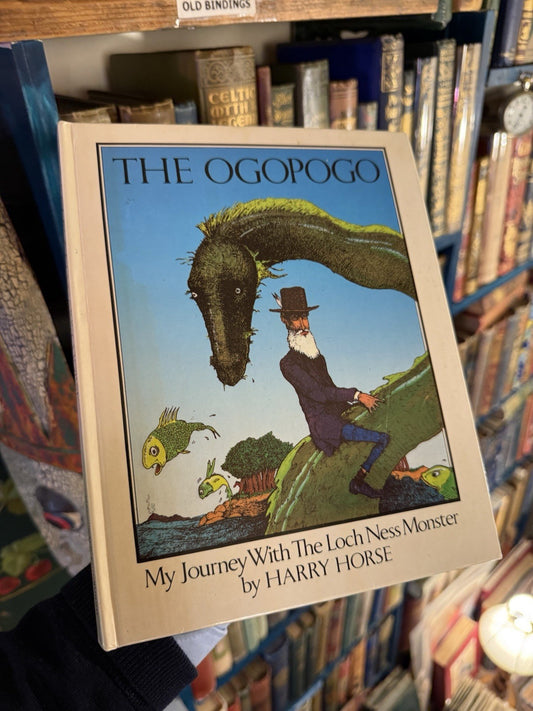 OLD BINDINGS
CELTIC
MYTH &
LEGEND
THE OGOPOGO
My Journey With The Loch Ness Monster
by HARRY HORSE